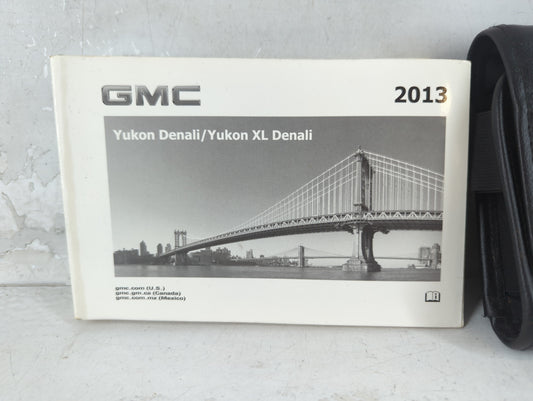 GMC
2013
Yukon Denali/Yukon XL Denali
gmc.com (U.S.)
gmc.gm.ca (Canada)
gmc.com.mx (Mexico)